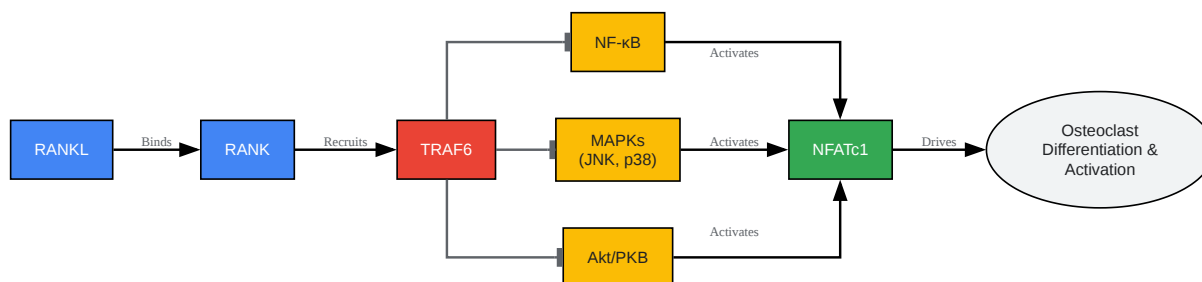 NF-κB
Activates
RANKL
Binds
RANK
Recruits
TRAF6
MAPKs
(JNK, p38)
Activates
NFATc1
Drives
Osteoclast
Differentiation &
Activation
Akt/PKB
Activates